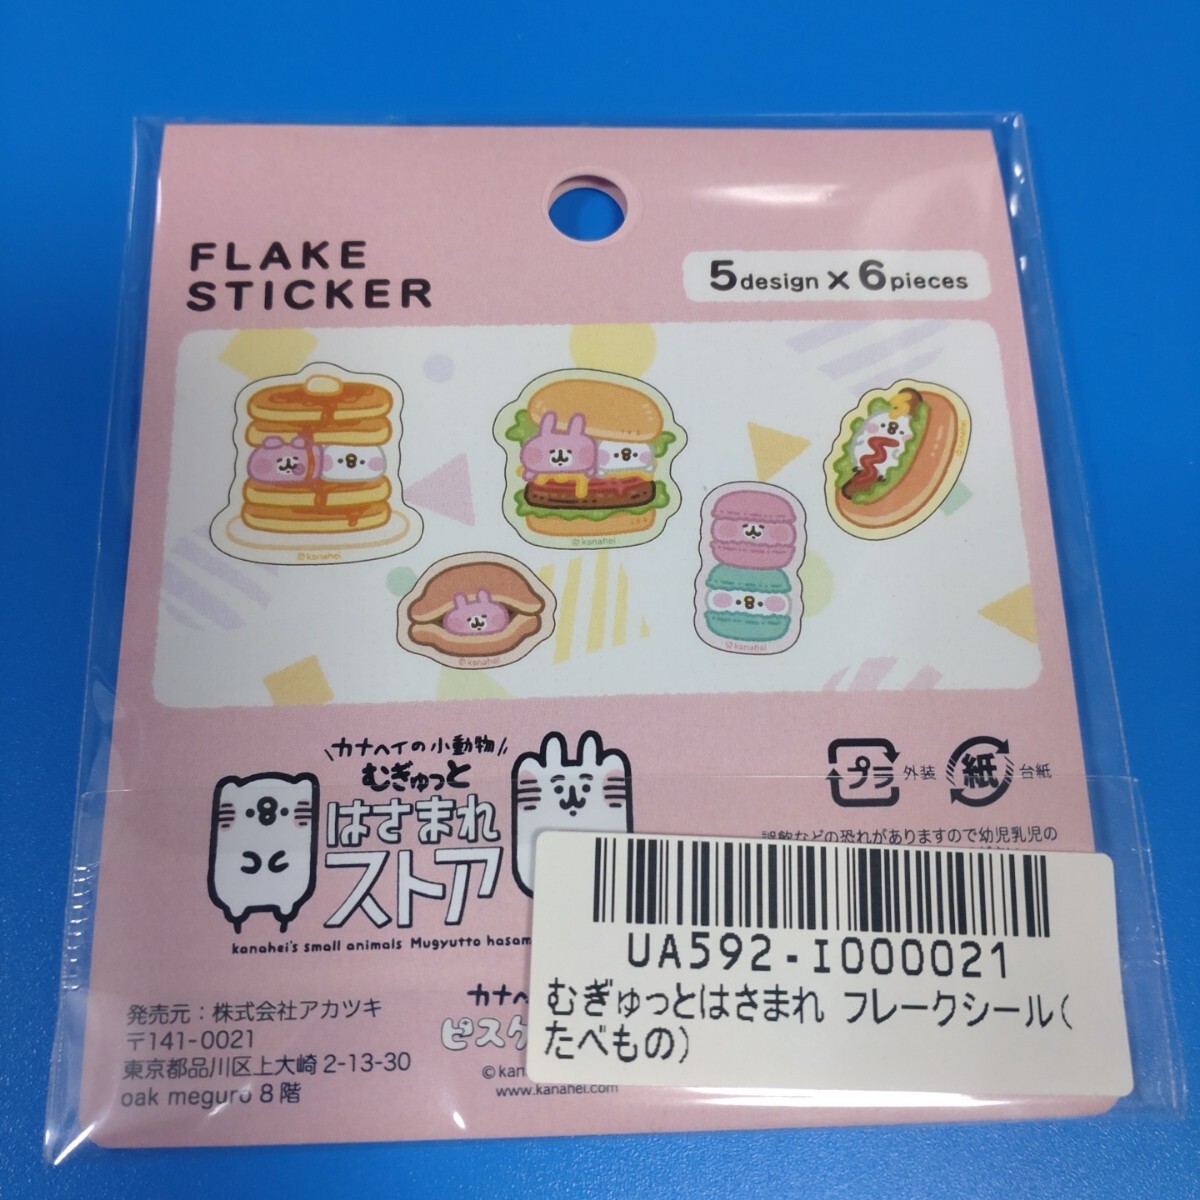 FLAKE
STICKER
5design x 6pieces
©kanahei
©kanahei
©kanahei
©kanahei
©kanahei
カナヘイの小動物
むぎゅっと
はさまれ
ストア
kanahei's small animals Mugyutto hasam
プラ 外装
紙 台紙
誤飲などの恐れがありますので幼児乳児の
UA592-I000021
むぎゅっとはさまれ フレークシール(
たべもの)
発売元：株式会社アカツキ
〒141-0021
東京都品川区上大崎 2-13-30
oak meguro 8 階
カナヘ
ピスケ
©kan
www.kanahei.com